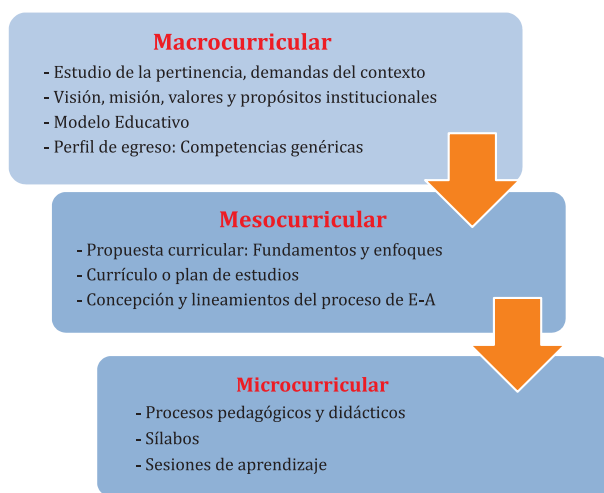 Macrocurricular
- Estudio de la pertinencia, demandas del contexto
- Visión, misión, valores y propósitos institucionales
- Modelo Educativo
- Perfil de egreso: Competencias genéricas
Mesocurricular
- Propuesta curricular: Fundamentos y enfoques
- Currículo o plan de estudios
- Concepción y lineamientos del proceso de E-A
Microcurricular
- Procesos pedagógicos y didácticos
- Sílabos
- Sesiones de aprendizaje